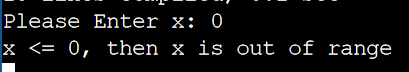 Please Enter x: 0
x <= 0, then x is out of range